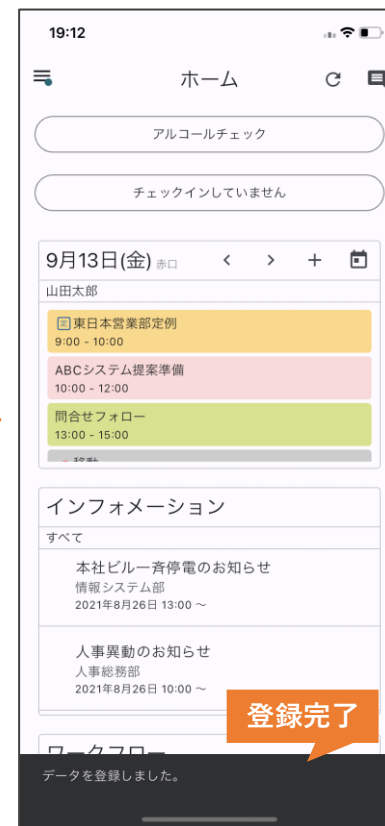 19:12
ホーム
アルコールチェック
チェックインしていません
9月13日(金) 赤口
山田太郎
東日本営業部定例
9:00 - 10:00
ABCシステム提案準備
10:00 - 12:00
問合せフォロー
13:00 - 15:00
移動
インフォメーション
すべて
本社ビル一斉停電のお知らせ
情報システム部
2021年8月26日 13:00 ～
人事異動のお知らせ
人事総務部
2021年8月26日 10:00 ～
登録完了
ワークフロー
データを登録しました。